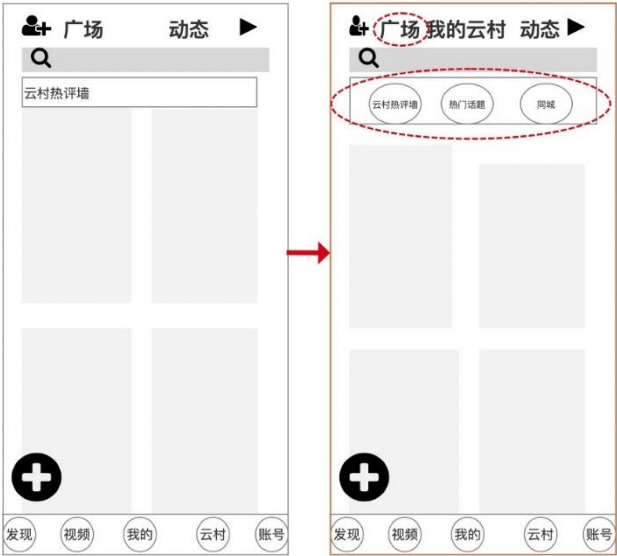 广场 动态
云村热评墙
发现 视频 我的 云村 账号
广场 我的云村 动态
云村热评墙 热门话题 同城
发现 视频 我的 云村 账号